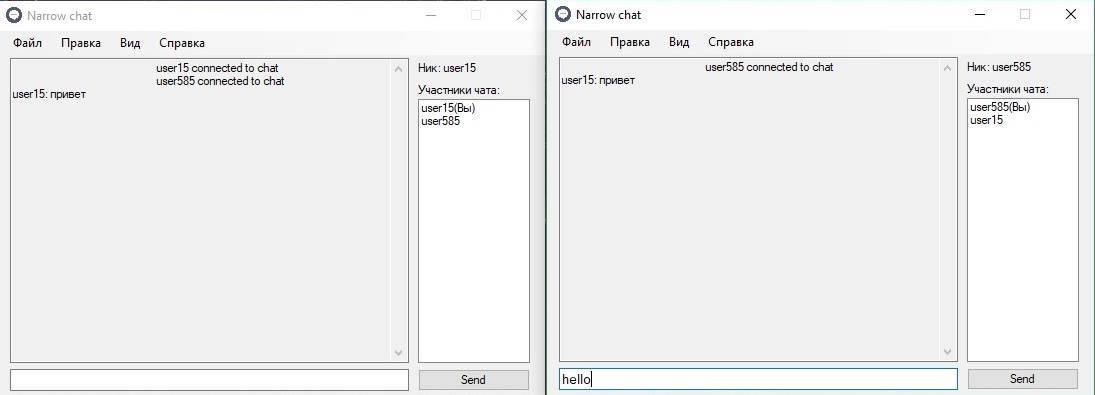 Narrow chat
Файл Правка Вид Справка
user15 connected to chat
user585 connected to chat
user15: привет
Ник: user15
Участники чата:
user15(Вы)
user585
Send
Narrow chat
Файл Правка Вид Справка
user585 connected to chat
user15: привет
Ник: user585
Участники чата:
user585(Вы)
user15
hello
Send